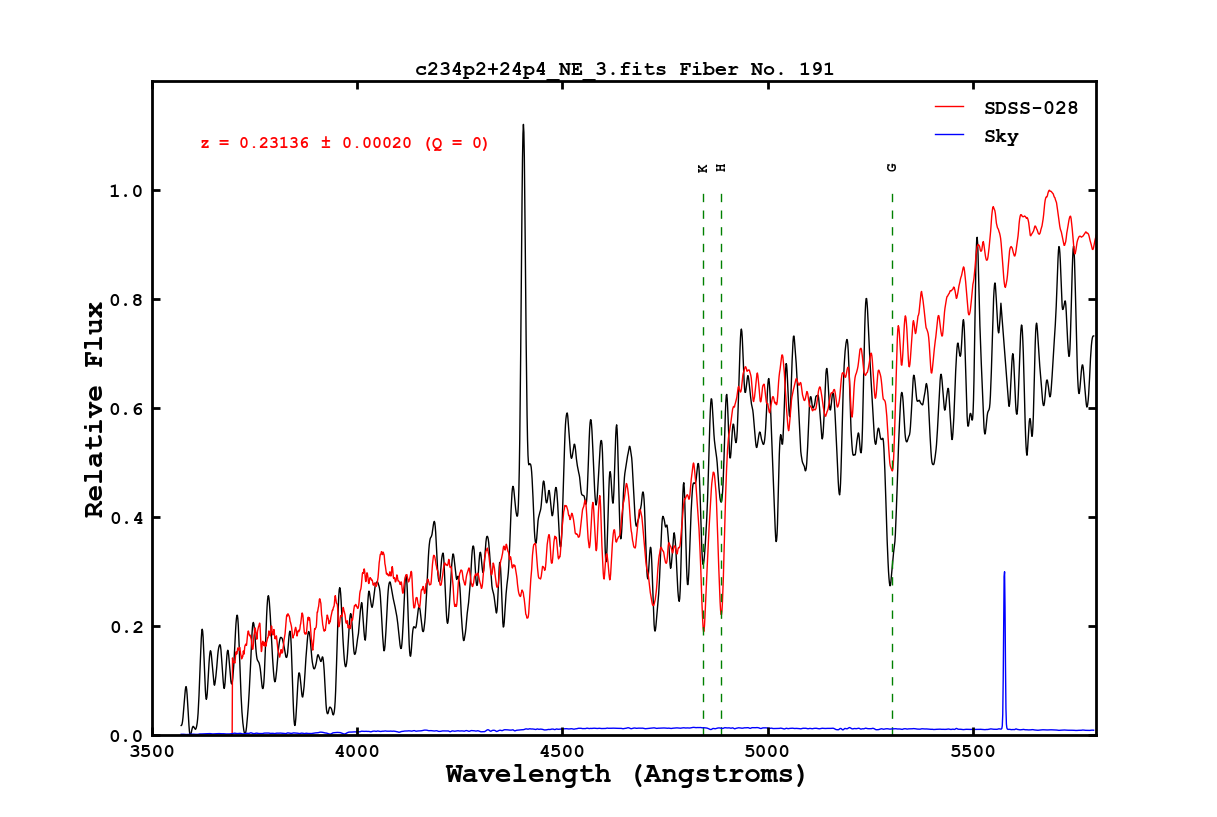 c234p2+24p4_NE_3.fits Fiber No. 191
SDSS-028
Sky
z = 0.23136 ± 0.00020 (Q = 0)
K H G
1.0
0.8
0.6
0.4
0.2
0.0
Relative Flux
3500 4000 4500 5000 5500
Wavelength (Angstroms)